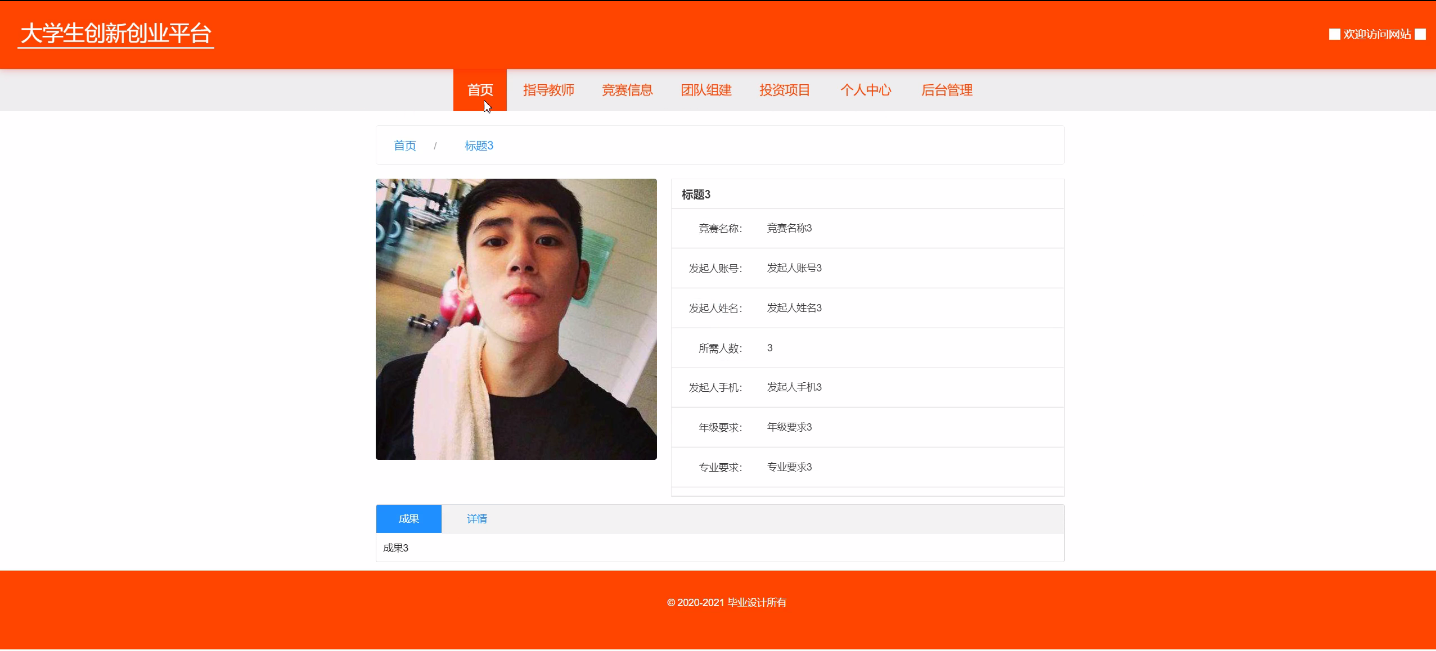 大学生创新创业平台
欢迎访问网站
首页 指导教师 竞赛信息 团队组建 投资项目 个人中心 后台管理
首页 / 标题3
标题3
竞赛名称： 竞赛名称3
发起人账号： 发起人账号3
发起人姓名： 发起人姓名3
所需人数： 3
发起人手机： 发起人手机3
年级要求： 年级要求3
专业要求： 专业要求3
成果 详情
成果3
© 2020-2021 毕业设计所有